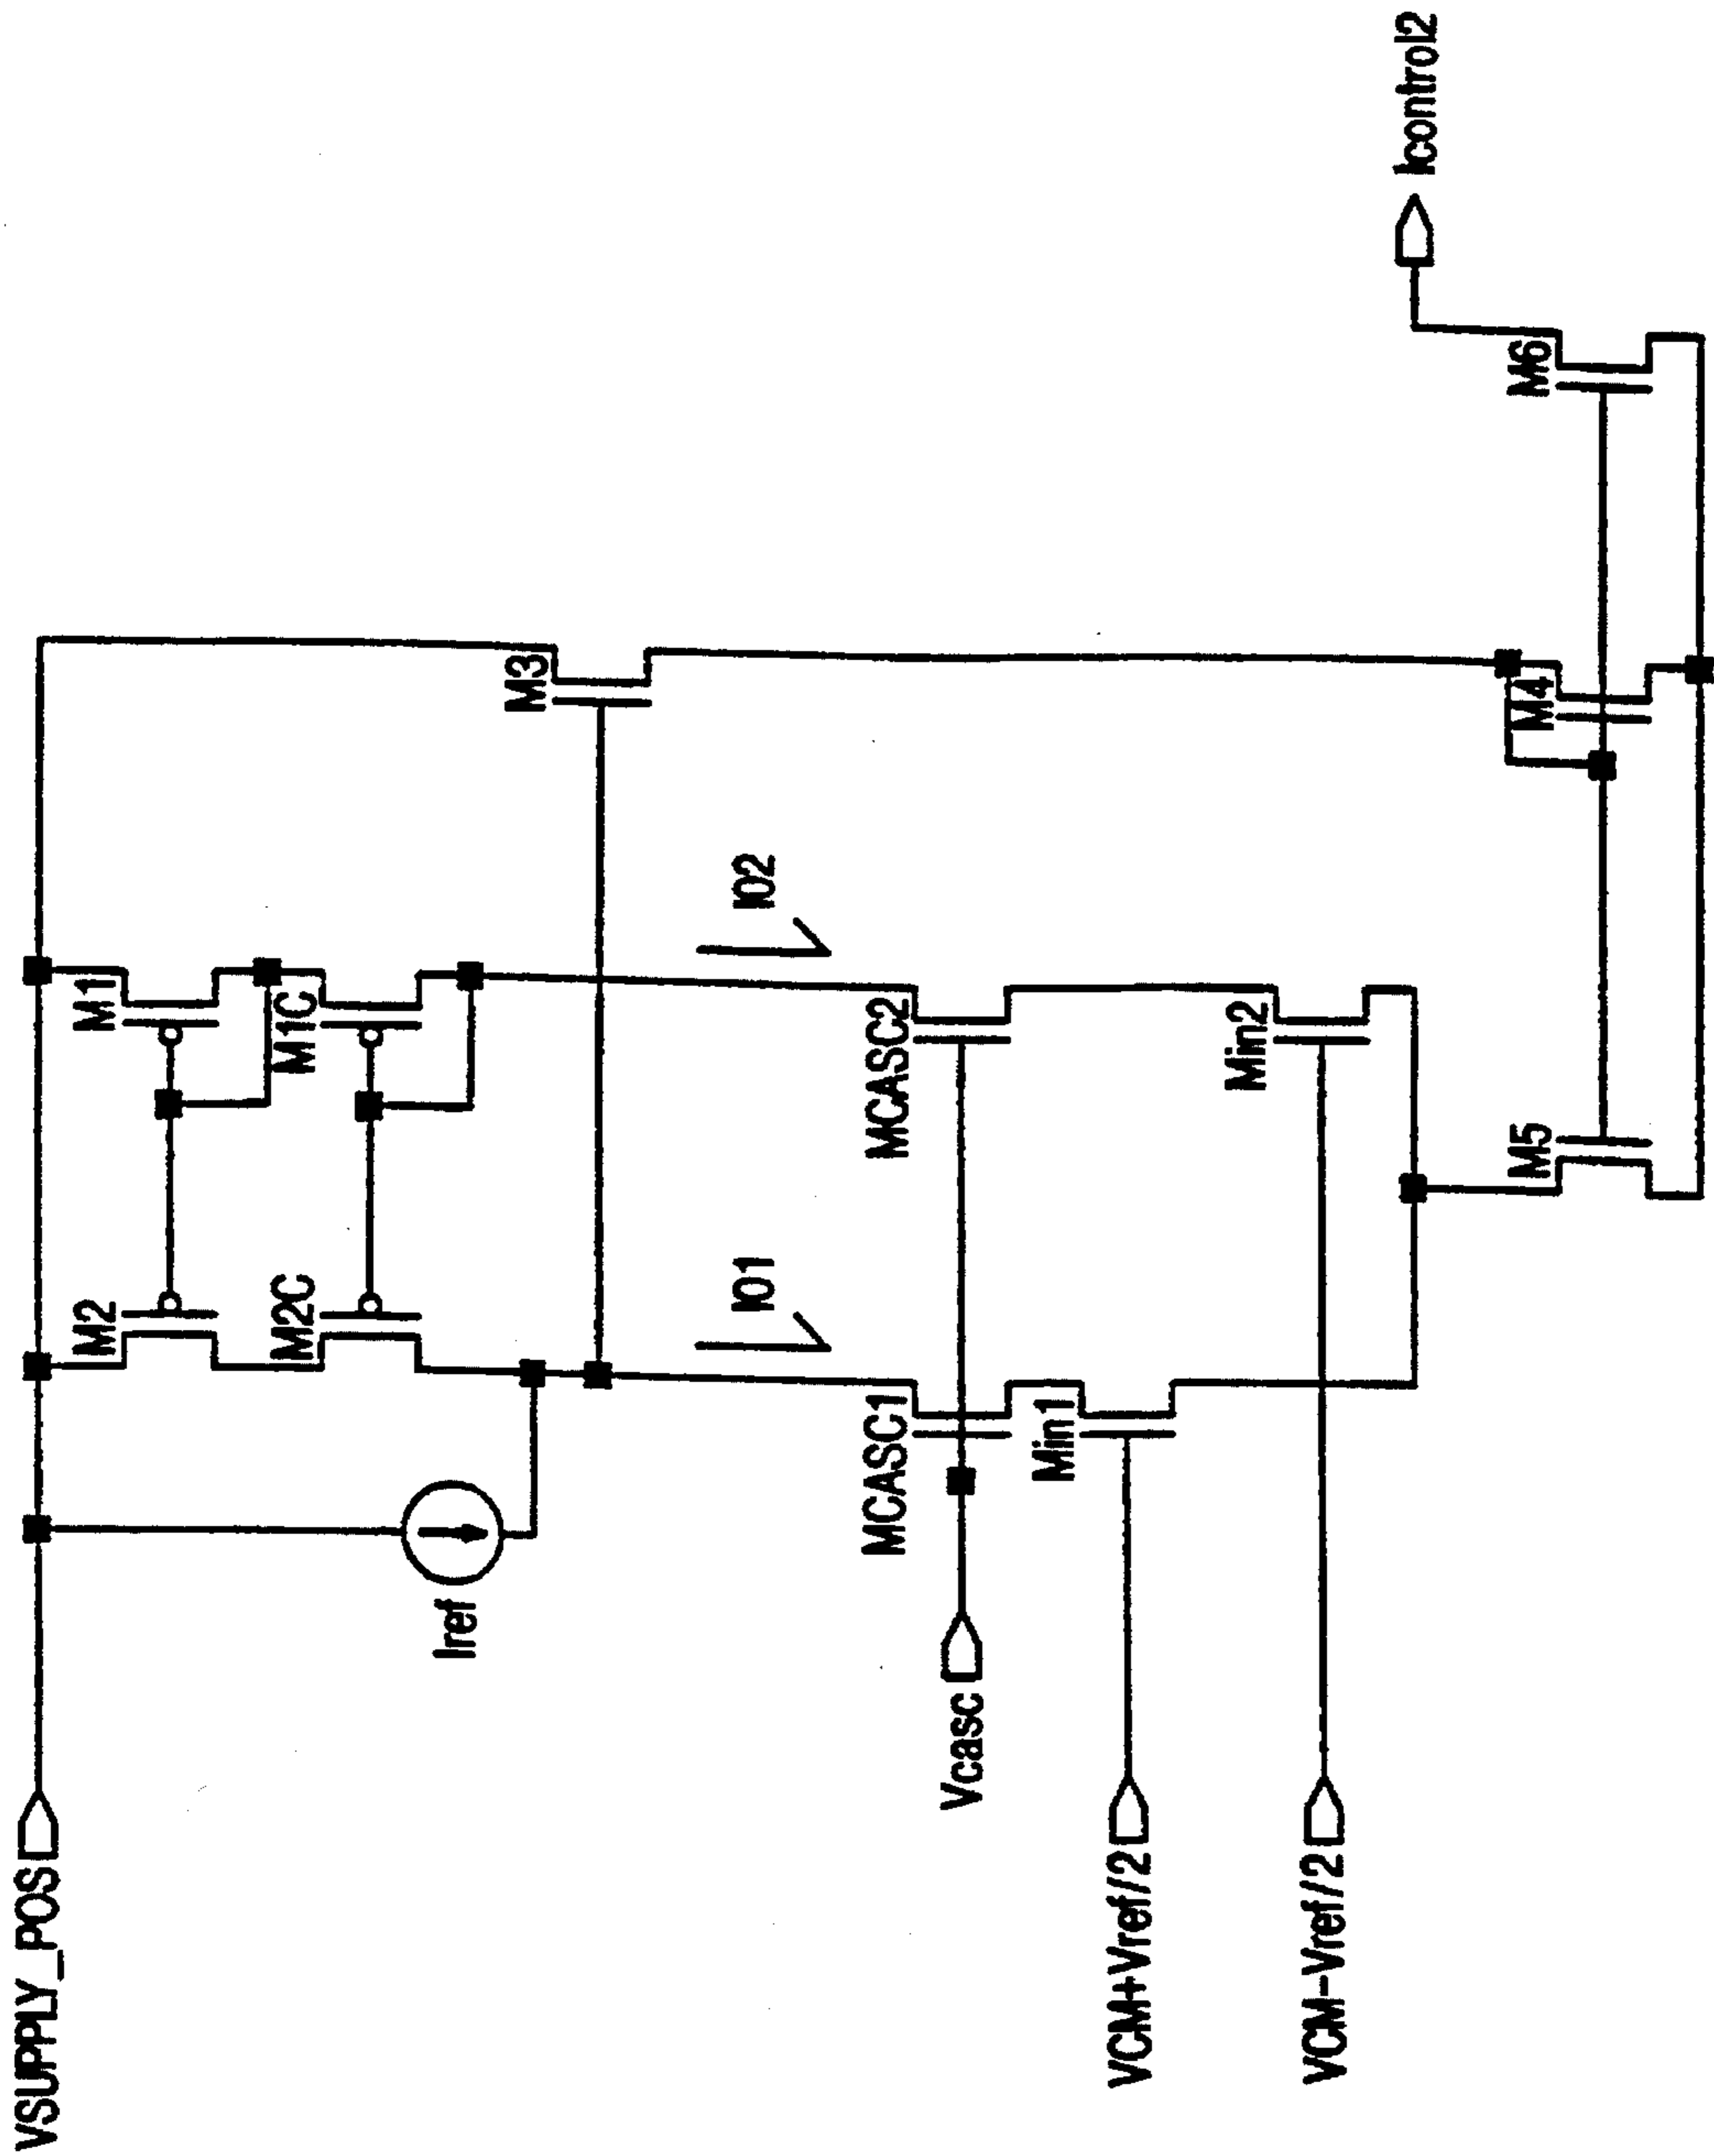 VSUPPLY_POS
M2
M1
M2C
M1C
Iref
M3
IO1
IO2
MCASC1
MCASC2
Vcasc
Min1
VCM+Vref/2
Min2
VCM-Vref/2
M5
M4
M6
Icontrol2